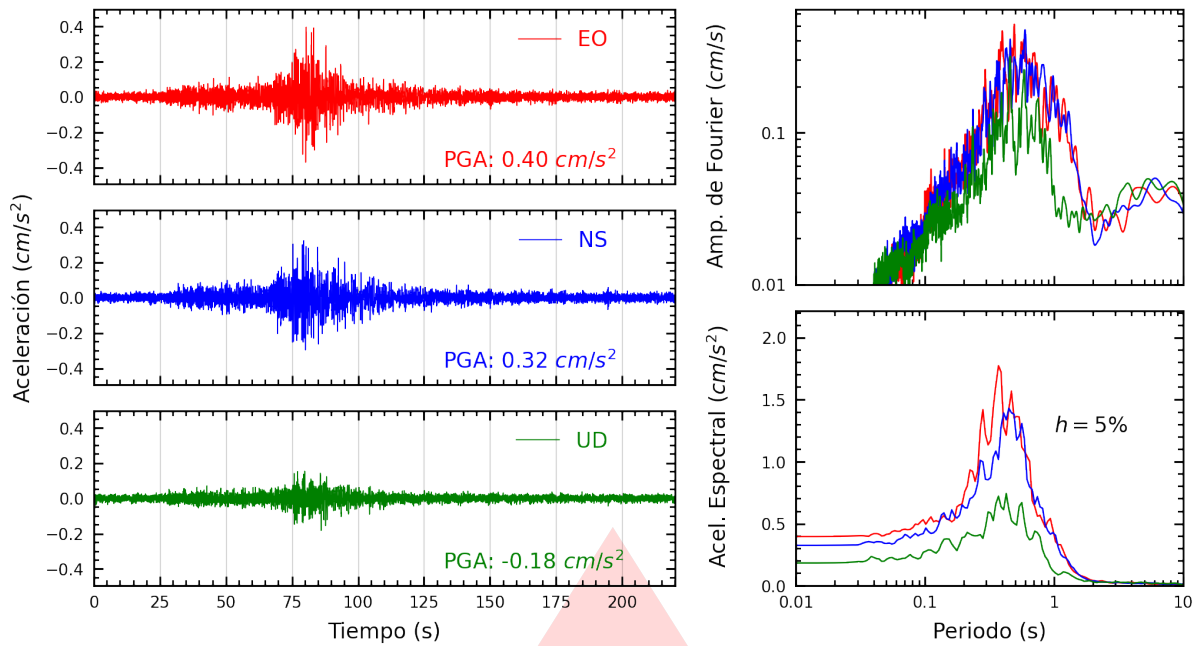 Aceleración (cm/s²)
0.4
0.2
0.0
−0.2
−0.4
EO
PGA: 0.40 cm/s²
0.4
0.2
0.0
−0.2
−0.4
NS
PGA: 0.32 cm/s²
0.4
0.2
0.0
−0.2
−0.4
UD
PGA: -0.18 cm/s²
0 25 50 75 100 125 150 175 200
Tiempo (s)
Amp. de Fourier (cm/s)
0.1
0.01
Acel. Espectral (cm/s²)
2.0
1.5
1.0
0.5
0.0
h = 5%
0.01 0.1 1 10
Periodo (s)